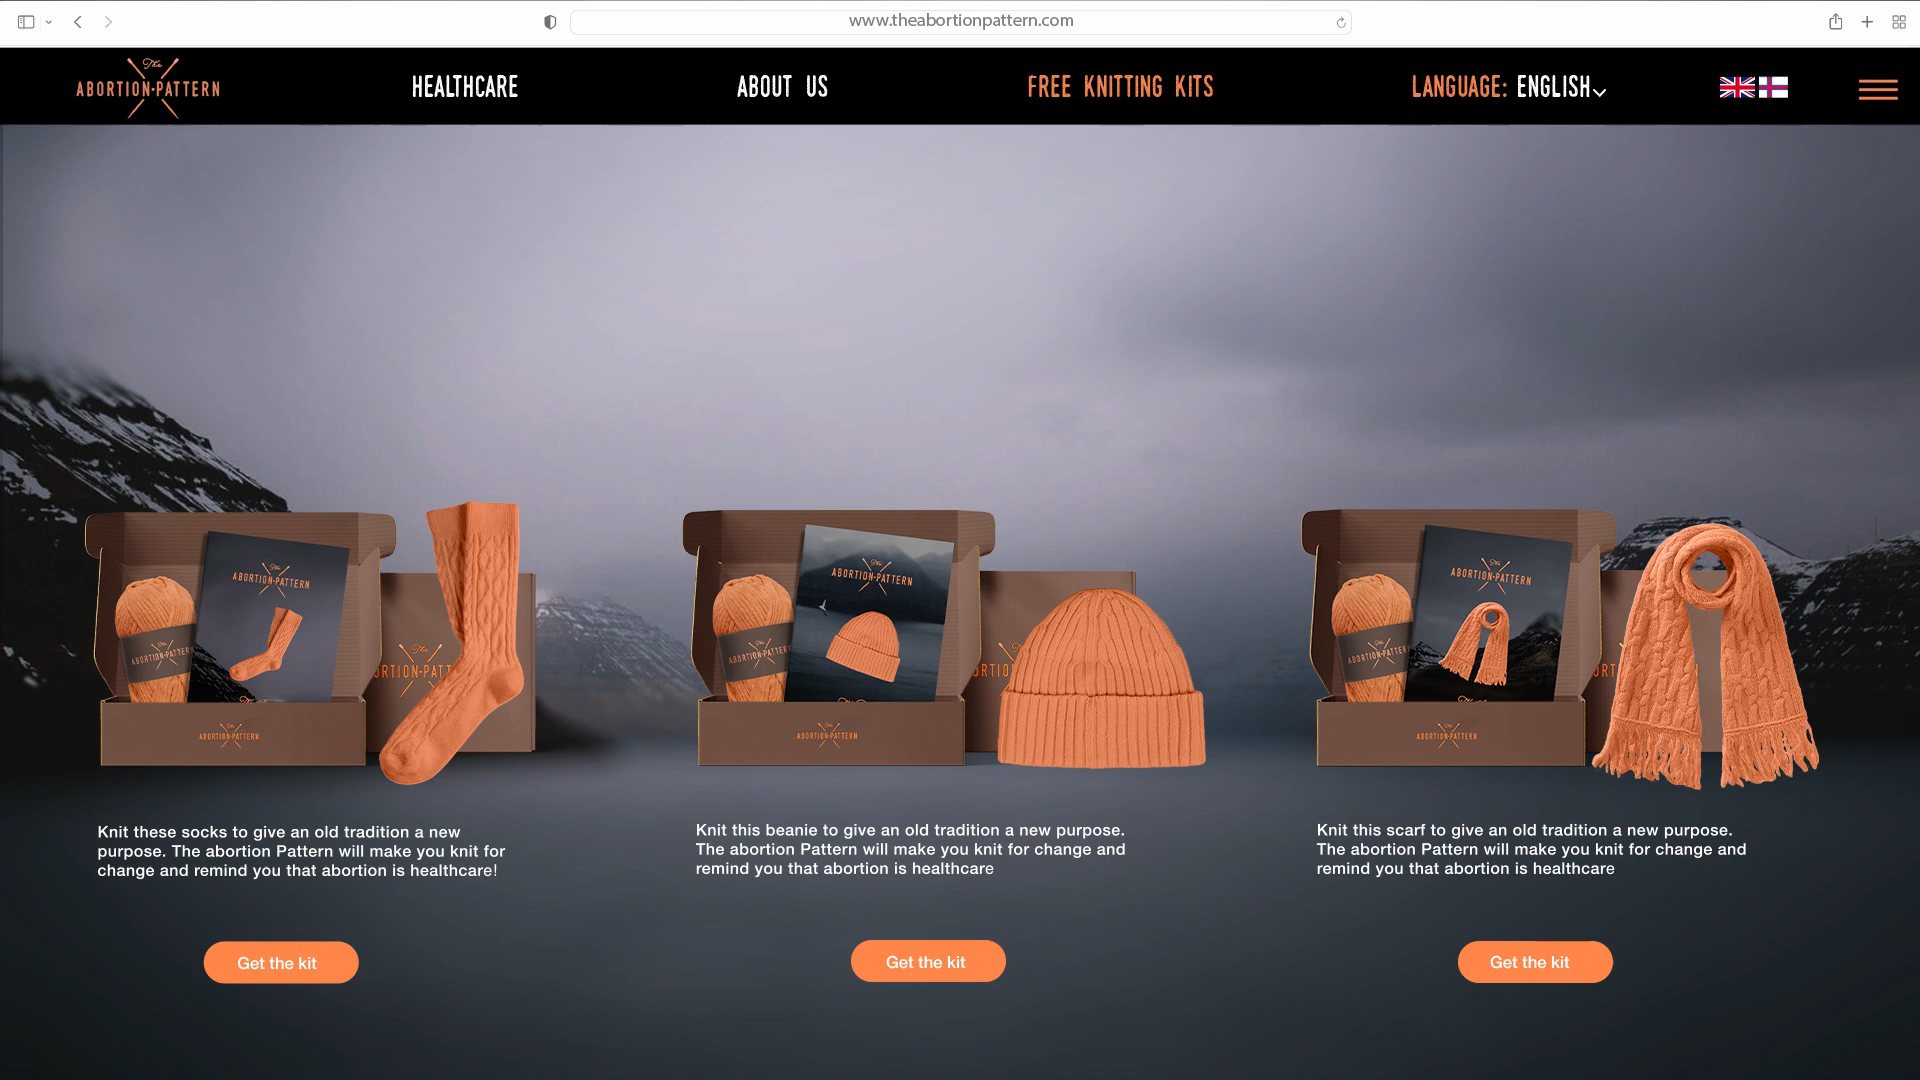 www.theabortionpattern.com
The
ABORTION·PATTERN
HEALTHCARE
ABOUT US
FREE KNITTING KITS
LANGUAGE: ENGLISH
The
ABORTION·PATTERN
ABORTION·PATTERN
The
ABORTION·PATTERN
The
The
ABORTION·PATTERN
ABORTION·PATTERN
The
ABORTION·PATTERN
The
ABORTION·PATTERN
ABORTION·PATTERN
The
ABORTION·PATTERN
Knit these socks to give an old tradition a new
purpose. The abortion Pattern will make you knit for
change and remind you that abortion is healthcare!
Knit this beanie to give an old tradition a new purpose.
The abortion Pattern will make you knit for change and
remind you that abortion is healthcare
Knit this scarf to give an old tradition a new purpose.
The abortion Pattern will make you knit for change and
remind you that abortion is healthcare
Get the kit
Get the kit
Get the kit